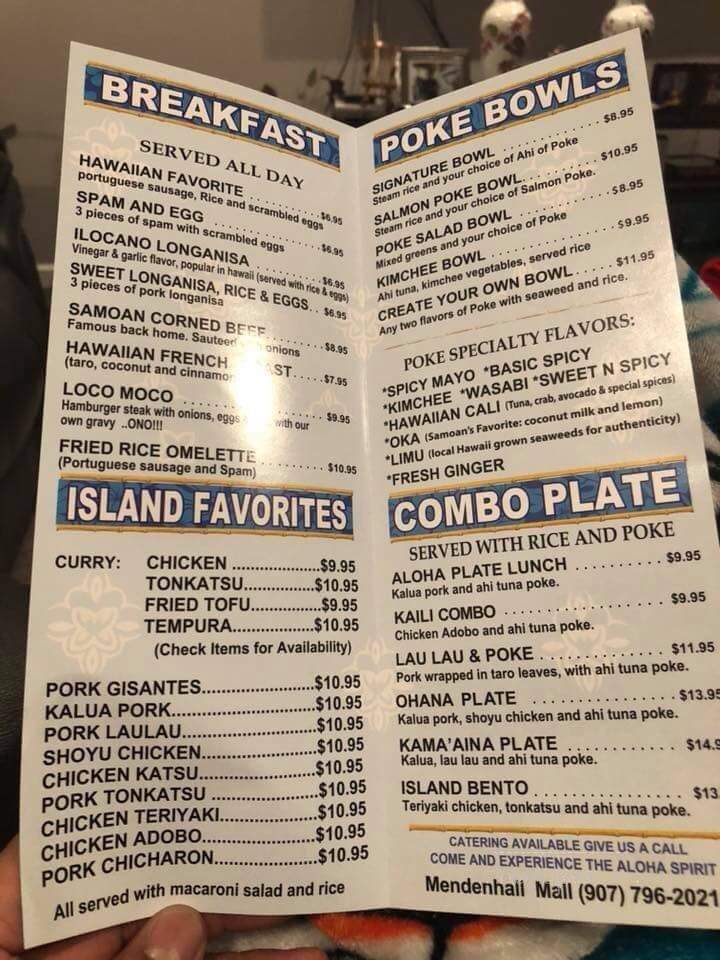 BREAKFAST
SERVED ALL DAY
HAWAIIAN FAVORITE ........... $6.95
portuguese sausage, Rice and scrambled eggs
SPAM AND EGG .............. $6.95
3 pieces of spam with scrambled eggs
ILOCANO LONGANISA ......... $6.95
Vinegar & garlic flavor, popular in hawaii (served with rice & eggs)
SWEET LONGANISA, RICE & EGGS.. $6.95
3 pieces of pork longanisa
SAMOAN CORNED BEEF ....... $8.95
Famous back home. Sauteed onions
HAWAIIAN FRENCH ..... $7.95
(taro, coconut and
LOCO MOCO ................ $9.95
Hamburger steak with onions, eggs with our
own gravy ..ONO!!!
FRIED RICE OMELETTE ......... $10.95
(Portuguese sausage and Spam)
ISLAND FAVORITES
CURRY: CHICKEN ..............$9.95
TONKATSU...........$10.95
FRIED TOFU...........$9.95
TEMPURA.............$10.95
(Check Items for Availability)
PORK GISANTES..................$10.95
KALUA PORK.......................$10.95
PORK LAULAU.....................$10.95
SHOYU CHICKEN..................$10.95
CHICKEN KATSU...................$10.95
PORK TONKATSU .................$10.95
CHICKEN TERIYAKI...............$10.95
CHICKEN ADOBO..................$10.95
PORK CHICHARON................$10.95
All served with macaroni salad and rice
POKE BOWLS
SIGNATURE BOWL .............. $8.95
Steam rice and your choice of Ahi of Poke
SALMON POKE BOWL............ $10.95
Steam rice and your choice of Salmon Poke.
POKE SALAD BOWL ............. $8.95
Mixed greens and your choice of Poke
KIMCHEE BOWL ................ $9.95
Ahi tuna, kimchee vegetables, served rice
CREATE YOUR OWN BOWL..... $11.95
Any two flavors of Poke with seaweed and rice.
POKE SPECIALTY FLAVORS:
*SPICY MAYO *BASIC SPICY
*KIMCHEE *WASABI *SWEET N SPICY
*HAWAIIAN CALI (Tuna, crab, avocado & special spices)
*OKA (Samoan's Favorite: coconut milk and lemon)
*LIMU (local Hawaii grown seaweeds for authenticity)
*FRESH GINGER
COMBO PLATE
SERVED WITH RICE AND POKE
ALOHA PLATE LUNCH .......... $9.95
Kalua pork and ahi tuna poke.
KAILI COMBO ................. $9.95
Chicken Adobo and ahi tuna poke.
LAU LAU & POKE .............. $11.95
Pork wrapped in taro leaves, with ahi tuna poke.
OHANA PLATE ................ $13.95
Kalua pork, shoyu chicken and ahi tuna poke.
KAMA'AINA PLATE ............ $14.9
Kalua, lau lau and ahi tuna poke.
ISLAND BENTO ................ $13
Teriyaki chicken, tonkatsu and ahi tuna poke.
CATERING AVAILABLE GIVE US A CALL
COME AND EXPERIENCE THE ALOHA SPIRIT
Mendenhall Mall (907) 796-2021